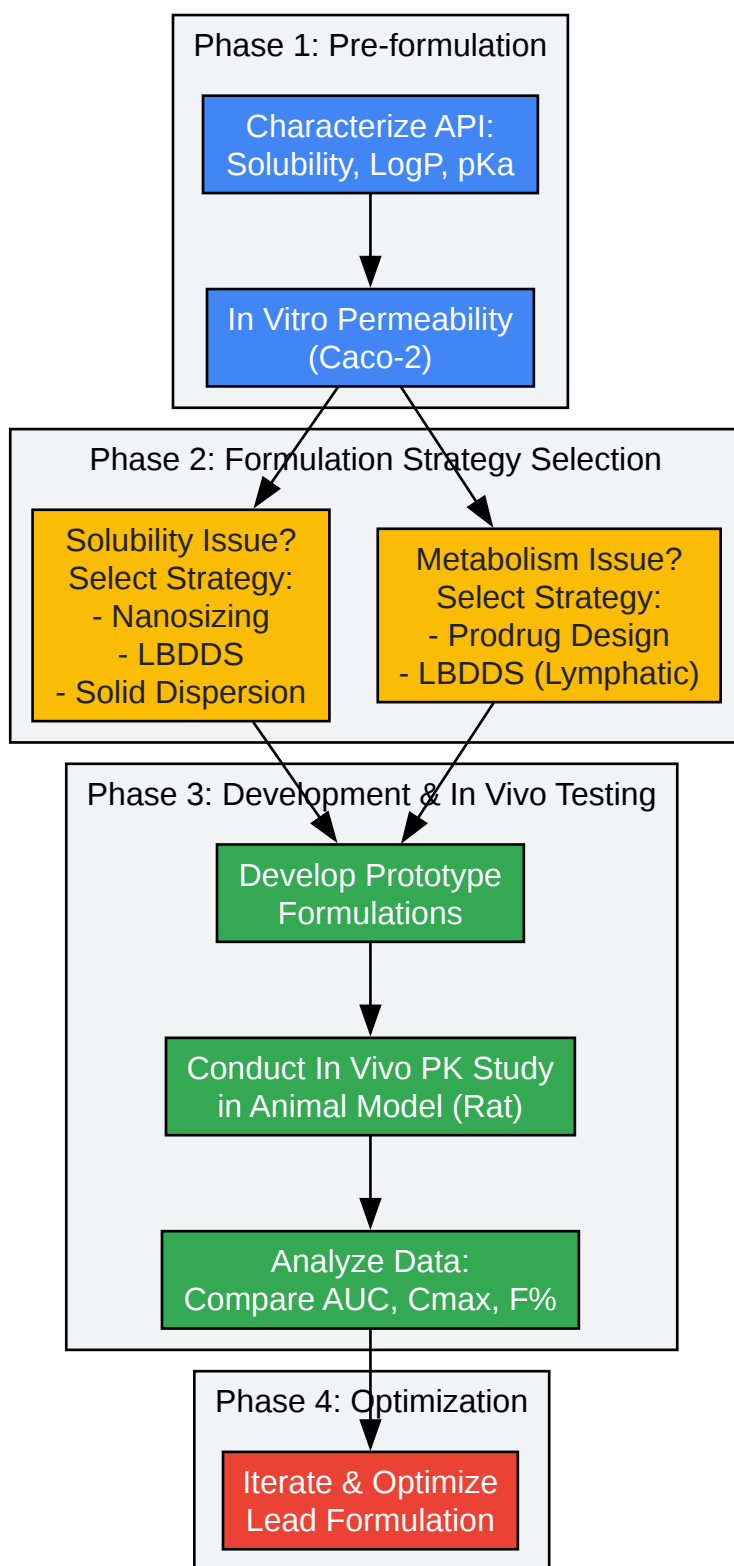 Phase 1: Pre-formulation
Characterize API:
Solubility, LogP, pKa
In Vitro Permeability
(Caco-2)
Phase 2: Formulation Strategy Selection
Solubility Issue?
Select Strategy:
- Nanosizing
- LBDDS
- Solid Dispersion
Metabolism Issue?
Select Strategy:
- Prodrug Design
- LBDDS (Lymphatic)
Phase 3: Development & In Vivo Testing
Develop Prototype
Formulations
Conduct In Vivo PK Study
in Animal Model (Rat)
Analyze Data:
Compare AUC, Cmax, F%
Phase 4: Optimization
Iterate & Optimize
Lead Formulation